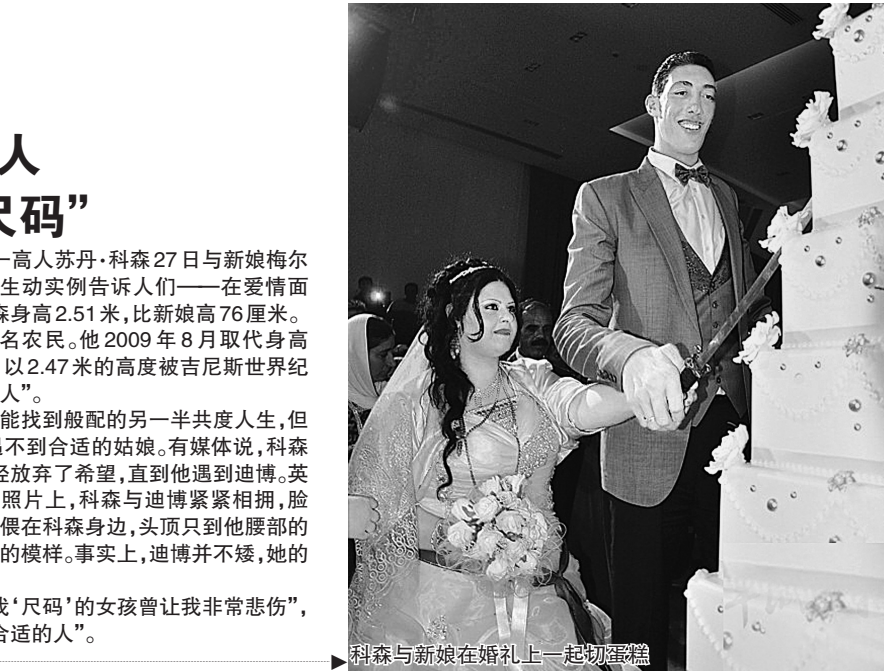 人
尺码”
一高人苏丹·科森27日与新娘梅尔
生动实例告诉人们——在爱情面
森身高2.51米,比新娘高76厘米。
名农民。他2009年8月取代身高
以2.47米的高度被吉尼斯世界纪
人”。
能找到般配的另一半共度人生,但
遇不到合适的姑娘。有媒体说,科森
经放弃了希望,直到他遇到迪博。英
照片上,科森与迪博紧紧相拥,脸
偎在科森身边,头顶只到他腰部的
的模样。事实上,迪博并不矮,她的
我‘尺码’的女孩曾让我非常悲伤”,
合适的人”。
科森与新娘在婚礼上一起切蛋糕